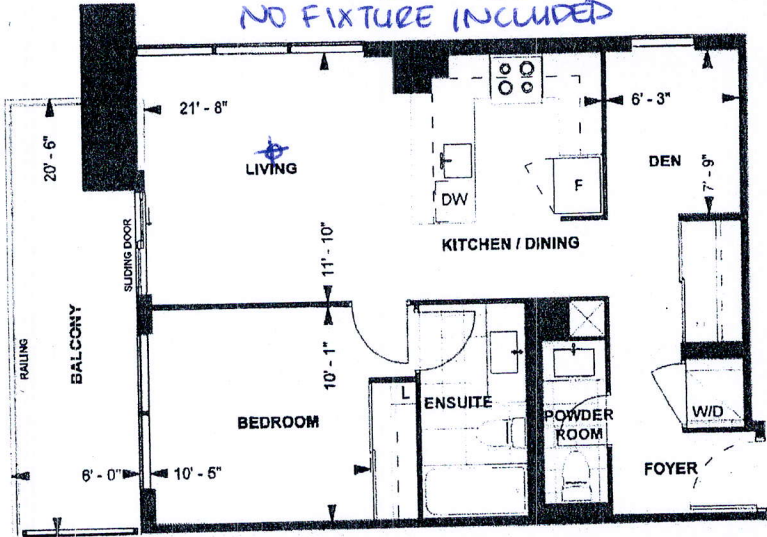 NO FIXTURE INCLUDED
21' - 8"
6' - 3"
20' - 6"
LIVING
DEN
7' - 9"
DW
F
SLIDING DOOR
11' - 10"
KITCHEN / DINING
RAILING
BALCONY
10' - 1"
L
ENSUITE
BEDROOM
POWDER
ROOM
W/D
6' - 0"
10' - 5"
FOYER